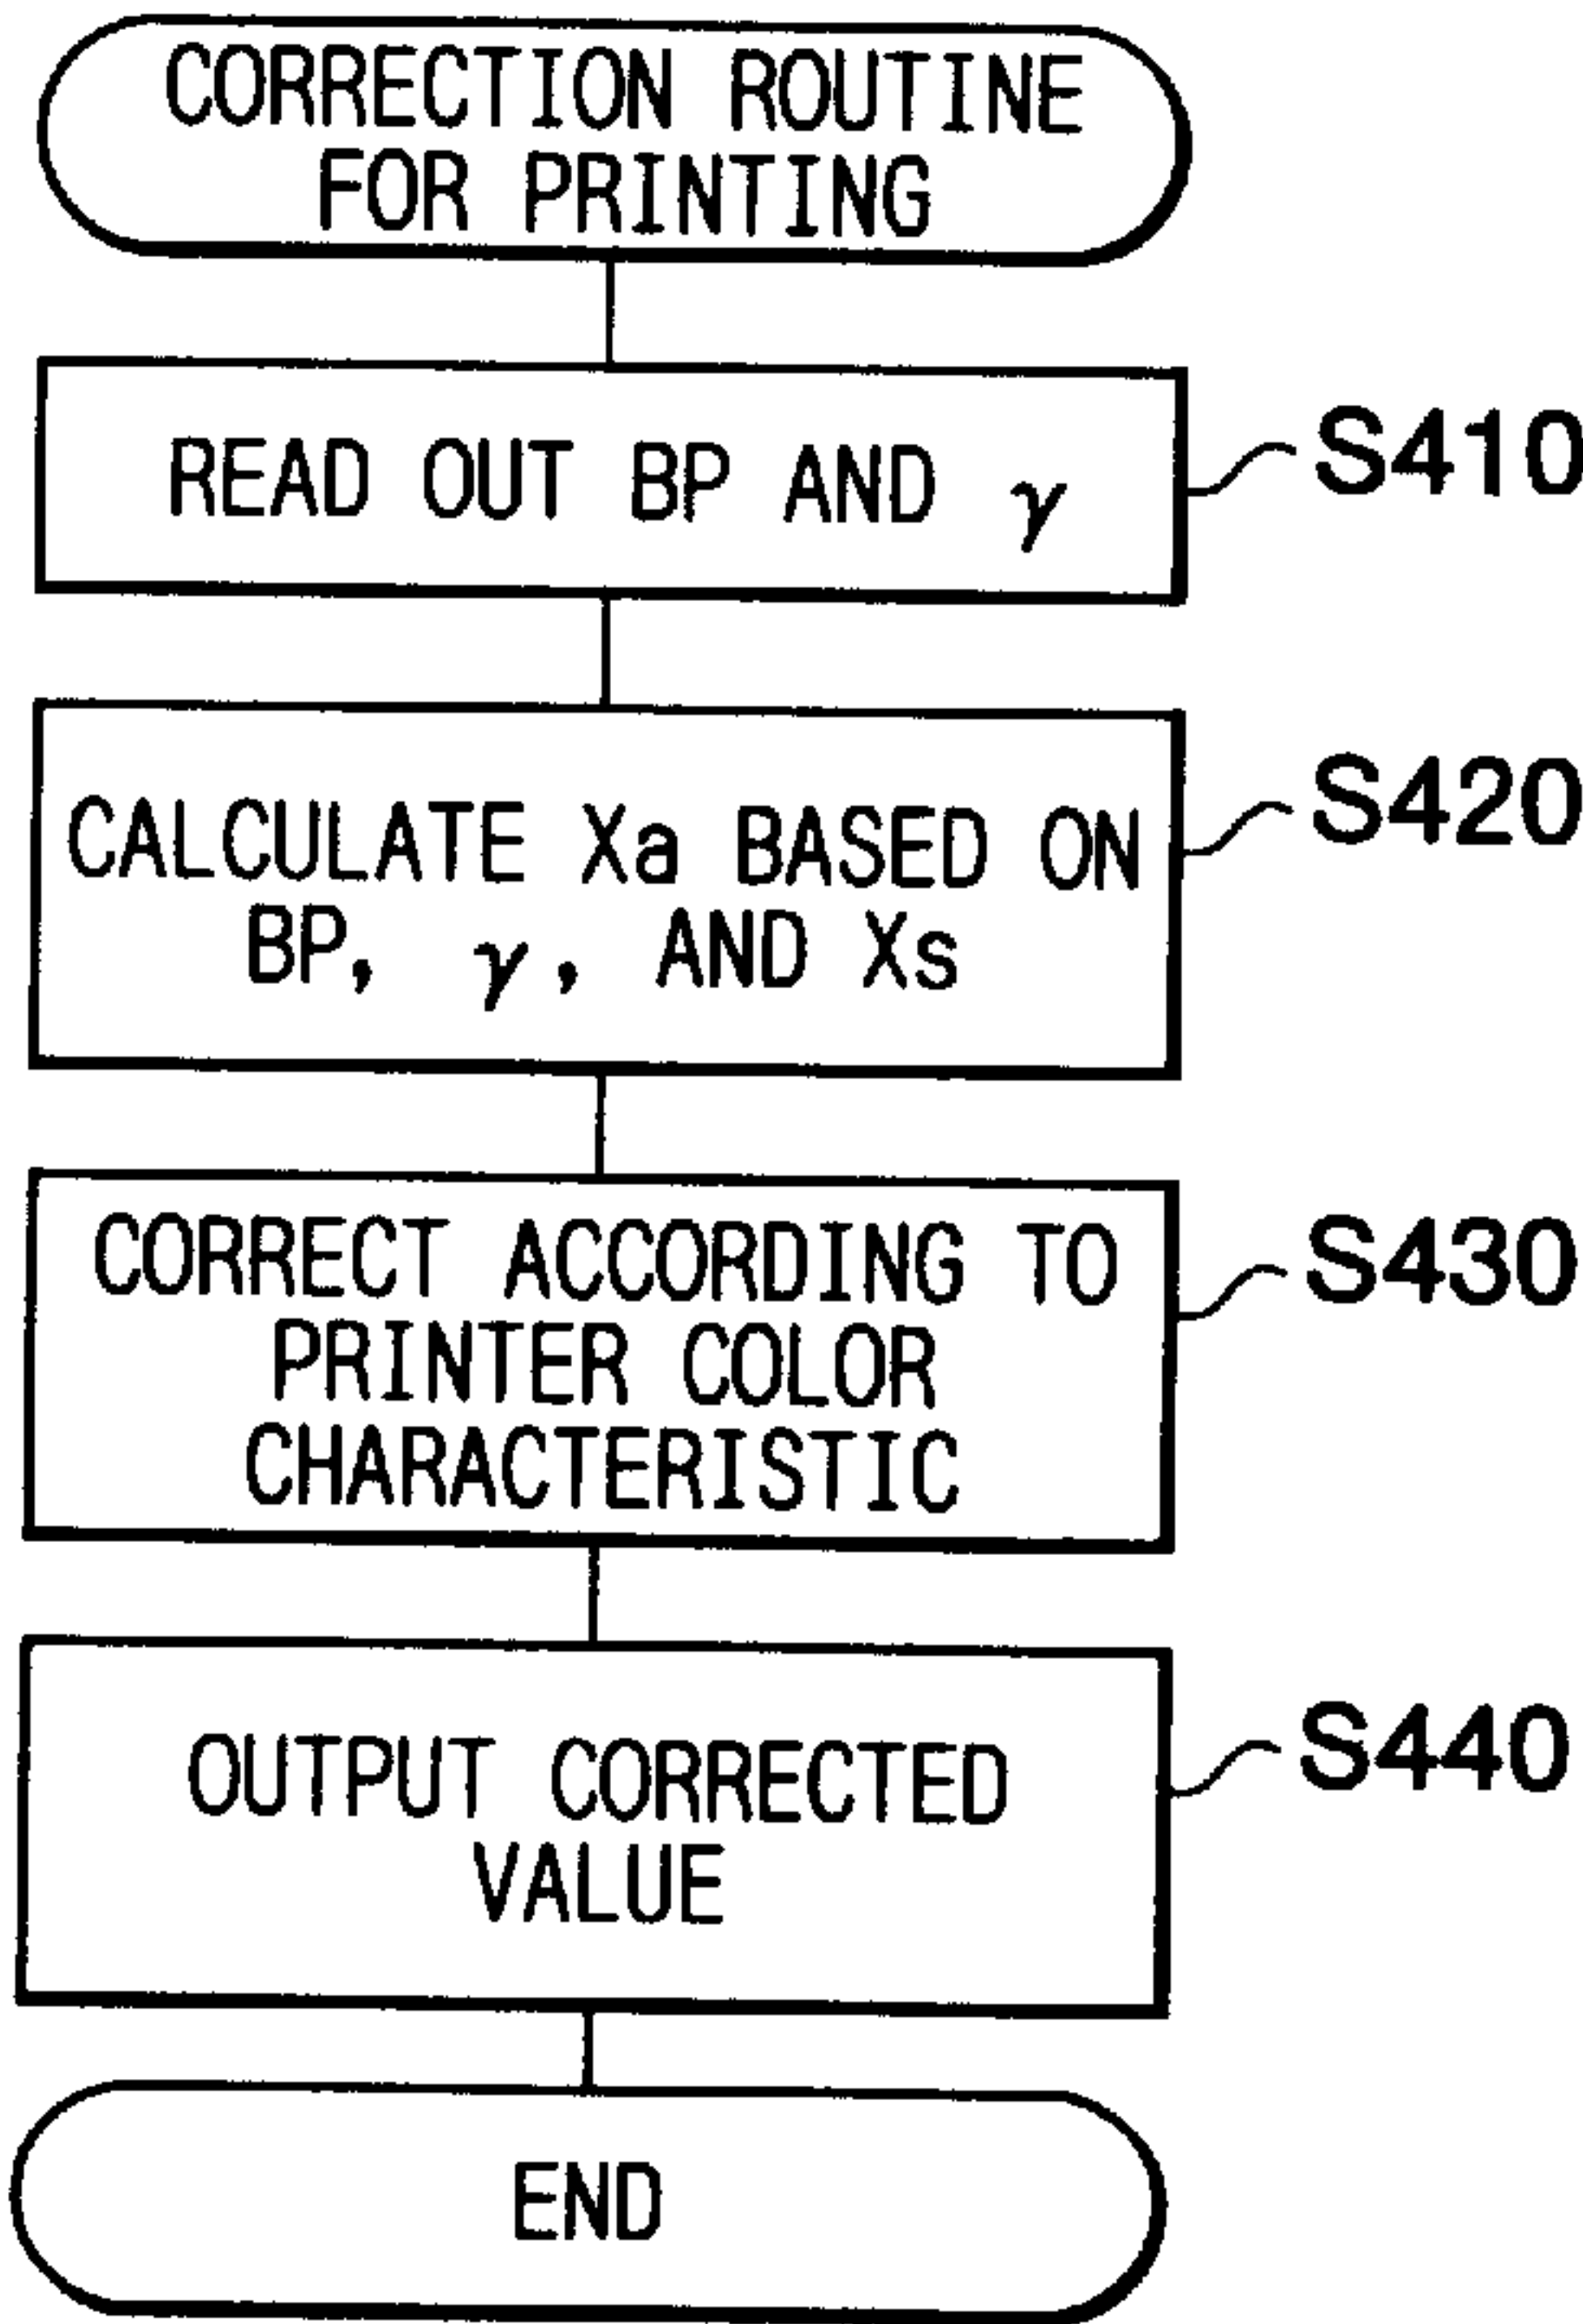 CORRECTION ROUTINE
FOR PRINTING
READ OUT BP AND γ
S410
CALCULATE Xa BASED ON
BP, γ, AND Xs
S420
CORRECT ACCORDING TO
PRINTER COLOR
CHARACTERISTIC
S430
OUTPUT CORRECTED
VALUE
S440
END